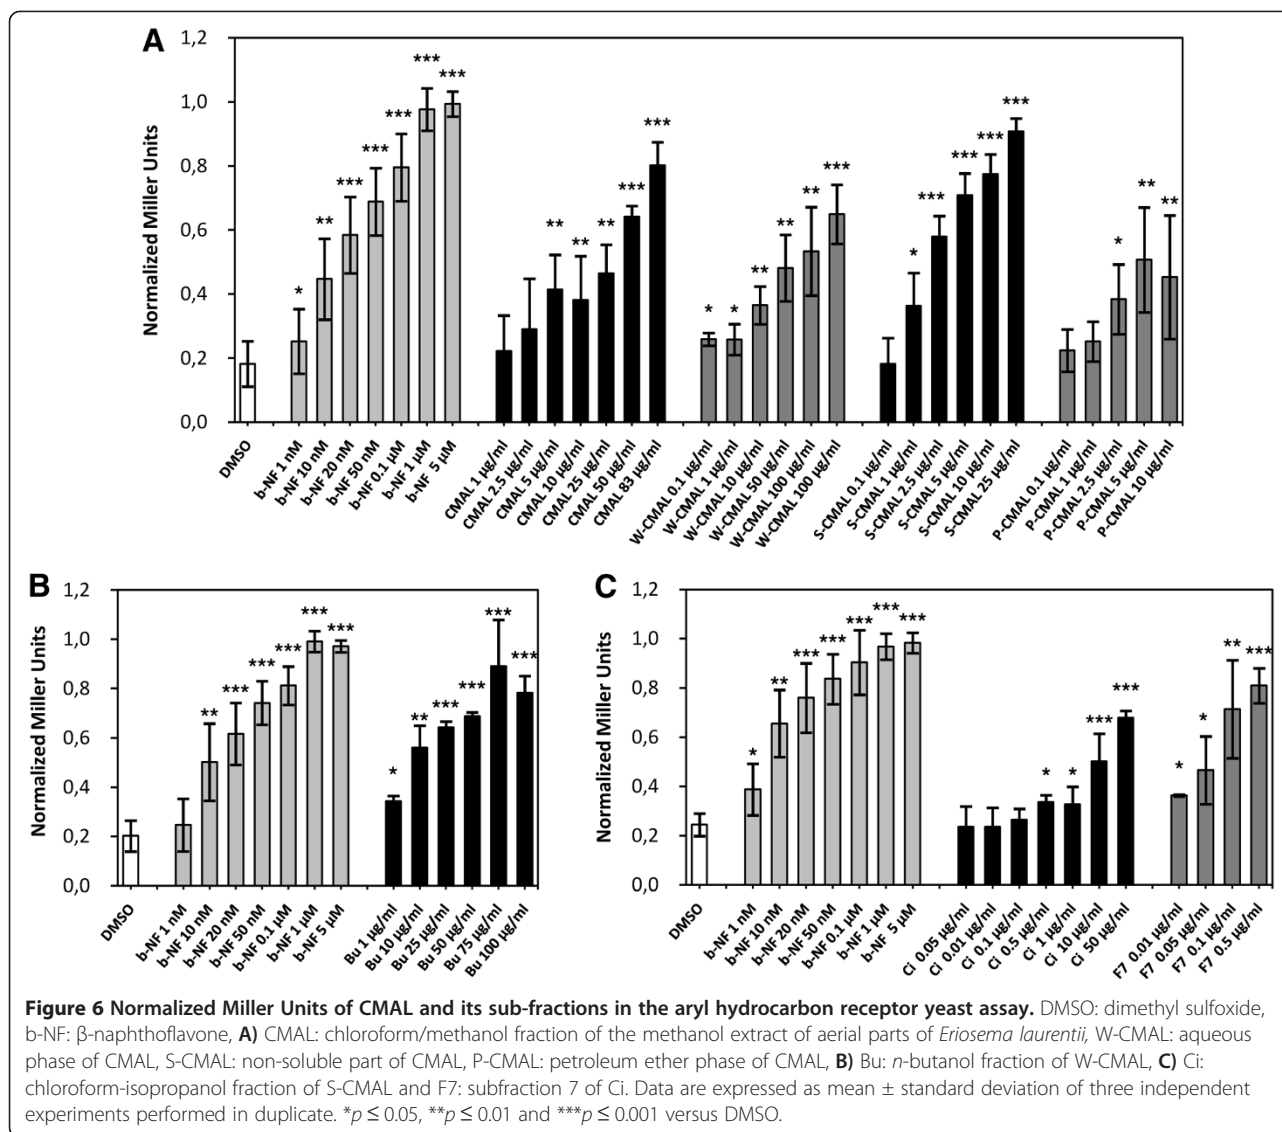 A
Normalized Miller Units
1,2
1,0
0,8
0,6
0,4
0,2
0,0
* ** *** *** *** *** ***
** ** ** *** ***
* * ** ** ** ***
* *** *** *** ***
* ** **
DMSO
b-NF 1 nM
b-NF 10 nM
b-NF 20 nM
b-NF 50 nM
b-NF 0.1 µM
b-NF 1 µM
b-NF 5 µM
CMAL 1 µg/ml
CMAL 2.5 µg/ml
CMAL 5 µg/ml
CMAL 10 µg/ml
CMAL 25 µg/ml
CMAL 50 µg/ml
CMAL 83 µg/ml
W-CMAL 0.1 µg/ml
W-CMAL 1 µg/ml
W-CMAL 10 µg/ml
W-CMAL 50 µg/ml
W-CMAL 100 µg/ml
W-CMAL 100 µg/ml
S-CMAL 0.1 µg/ml
S-CMAL 1 µg/ml
S-CMAL 2.5 µg/ml
S-CMAL 5 µg/ml
S-CMAL 10 µg/ml
S-CMAL 25 µg/ml
P-CMAL 0.1 µg/ml
P-CMAL 1 µg/ml
P-CMAL 2.5 µg/ml
P-CMAL 5 µg/ml
P-CMAL 10 µg/ml
B
Normalized Miller Units
1,2
1,0
0,8
0,6
0,4
0,2
0,0
** *** *** *** *** ***
* ** *** *** *** ***
DMSO
b-NF 1 nM
b-NF 10 nM
b-NF 20 nM
b-NF 50 nM
b-NF 0.1 µM
b-NF 1 µM
b-NF 5 µM
Bu 1 µg/ml
Bu 10 µg/ml
Bu 25 µg/ml
Bu 50 µg/ml
Bu 75 µg/ml
Bu 100 µg/ml
C
Normalized Miller Units
1,2
1,0
0,8
0,6
0,4
0,2
0,0
* ** *** *** *** *** ***
* * *** ***
* * ** ***
DMSO
b-NF 1 nM
b-NF 10 nM
b-NF 20 nM
b-NF 50 nM
b-NF 0.1 µM
b-NF 1 µM
b-NF 5 µM
Ci 0.05 µg/ml
Ci 0.01 µg/ml
Ci 0.1 µg/ml
Ci 0.5 µg/ml
Ci 1 µg/ml
Ci 10 µg/ml
Ci 50 µg/ml
F7 0.01 µg/ml
F7 0.05 µg/ml
F7 0.1 µg/ml
F7 0.5 µg/ml
Figure 6 Normalized Miller Units of CMAL and its sub-fractions in the aryl hydrocarbon receptor yeast assay. DMSO: dimethyl sulfoxide,
b-NF: β-naphthoflavone, A) CMAL: chloroform/methanol fraction of the methanol extract of aerial parts of Eriosema laurentii, W-CMAL: aqueous
phase of CMAL, S-CMAL: non-soluble part of CMAL, P-CMAL: petroleum ether phase of CMAL, B) Bu: n-butanol fraction of W-CMAL, C) Ci:
chloroform-isopropanol fraction of S-CMAL and F7: subfraction 7 of Ci. Data are expressed as mean ± standard deviation of three independent
experiments performed in duplicate. *p ≤ 0.05, **p ≤ 0.01 and ***p ≤ 0.001 versus DMSO.